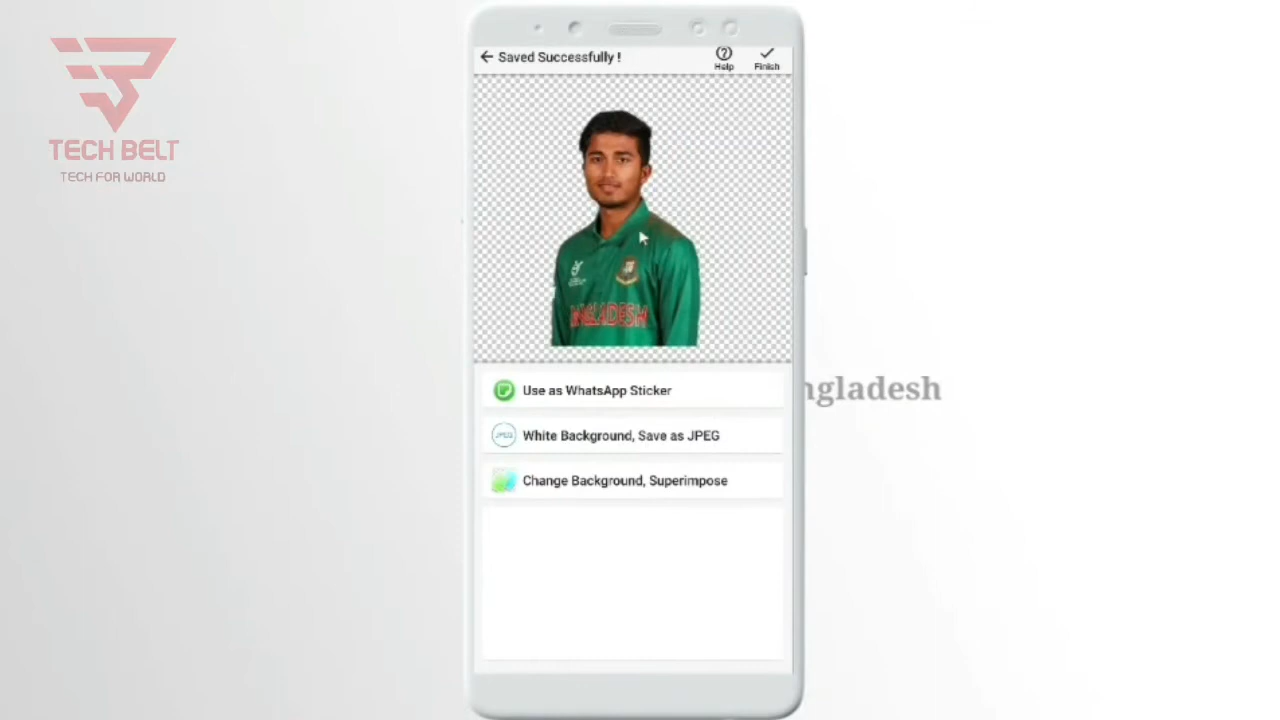 TECH BELT
TECH FOR WORLD
Saved Successfully !
Help
Finish
BANGLADESH
Use as WhatsApp Sticker
JPEG
White Background, Save as JPEG
Change Background, Superimpose
ngladesh